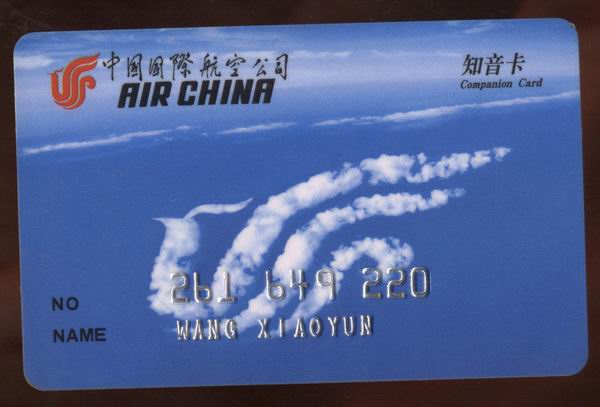 中国国際航空公司
AIR CHINA
知音卡
Companion Card
NO 261 649 220
NAME WANG XIAOYUN